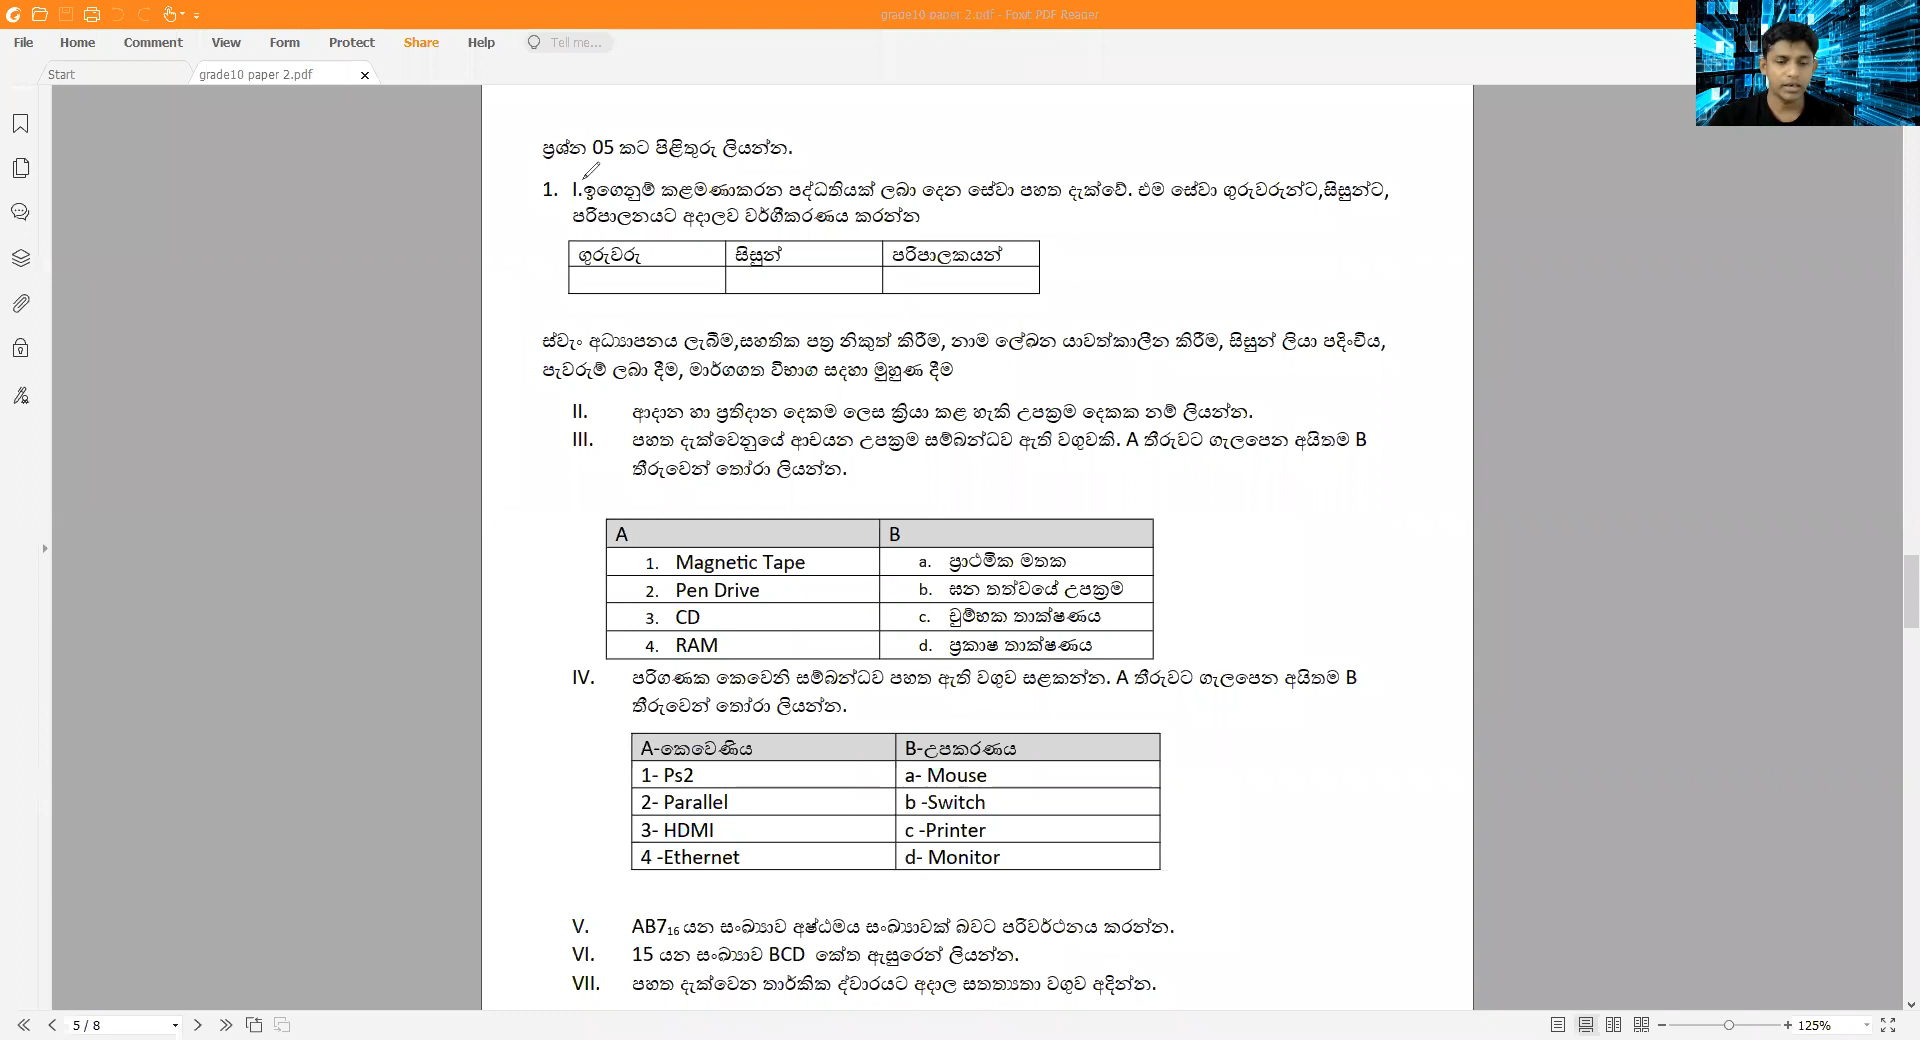 grade10 paper 2.pdf - Foxit PDF Reader
File Home Comment View Form Protect Share Help Tell me...
Start grade10 paper 2.pdf
ප්‍රශ්න 05 කට පිළිතුරු ලියන්න.
1. I.ඉගෙනුම් කළමණාකරන පද්ධතියක් ලබා දෙන සේවා පහත දැක්වේ. එම සේවා ගුරුවරුන්ට,සිසුන්ට,
පරිපාලනයට අදාලව වර්ගීකරණය කරන්න
ගුරුවරු සිසුන් පරිපාලකයන්
ස්වැං අධ්‍යාපනය ලැබීම,සහතික පත්‍ර නිකුත් කිරීම, නාම ලේඛන යාවත්කාලීන කිරීම, සිසුන් ලියා පදිංචිය,
පැවරුම් ලබා දීම, මාර්ගගත විභාග සදහා මුහුණ දීම
II. ආදාන හා ප්‍රතිදාන දෙකම ලෙස ක්‍රියා කළ හැකි උපක්‍රම දෙකක නම් ලියන්න.
III. පහත දැක්වෙනුයේ ආචයන උපක්‍රම සම්බන්ධව ඇති වගුවකි. A තීරුවට ගැලපෙන අයිතම B
තීරුවෙන් තෝරා ලියන්න.
A B
1. Magnetic Tape a. ප්‍රාථමික මතක
2. Pen Drive b. ඝන තත්වයේ උපක්‍රම
3. CD c. චුම්භක තාක්ෂණය
4. RAM d. ප්‍රකාෂ තාක්ෂණය
IV. පරිගණක කෙවෙනි සම්බන්ධව පහත ඇති වගුව සළකන්න. A තීරුවට ගැලපෙන අයිතම B
තීරුවෙන් තෝරා ලියන්න.
A-කෙවෙණිය B-උපකරණය
1- Ps2 a- Mouse
2- Parallel b -Switch
3- HDMI c -Printer
4 -Ethernet d- Monitor
V. AB7₁₆ යන සංඛ්‍යාව අෂ්ඨමය සංඛ්‍යාවක් බවට පරිවර්ථනය කරන්න.
VI. 15 යන සංඛ්‍යාව BCD කේත ඇසුරෙන් ලියන්න.
VII. පහත දැක්වෙන තාර්කික ද්වාරයට අදාල සත්‍යතා වගුව අදින්න.
5 / 8 125%